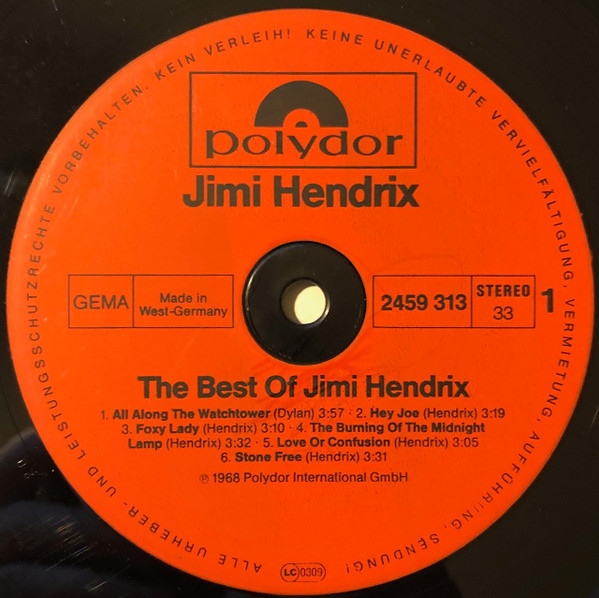 ALLE URHEBER- UND LEISTUNGSSCHUTZRECHTE VORBEHALTEN. KEIN VERLEIH! KEINE UNERLAUBTE VERVIELFÄLTIGUNG, VERMIETUNG, AUFFÜHRUNG, SENDUNG!
polydor
Jimi Hendrix
GEMA
Made in
West-Germany
2459 313
STEREO
33
1
The Best Of Jimi Hendrix
1. All Along The Watchtower (Dylan) 3:57 · 2. Hey Joe (Hendrix) 3:19
3. Foxy Lady (Hendrix) 3:10 · 4. The Burning Of The Midnight
Lamp (Hendrix) 3:32 · 5. Love Or Confusion (Hendrix) 3:05
6. Stone Free (Hendrix) 3:31
℗ 1968 Polydor International GmbH
LC 0309